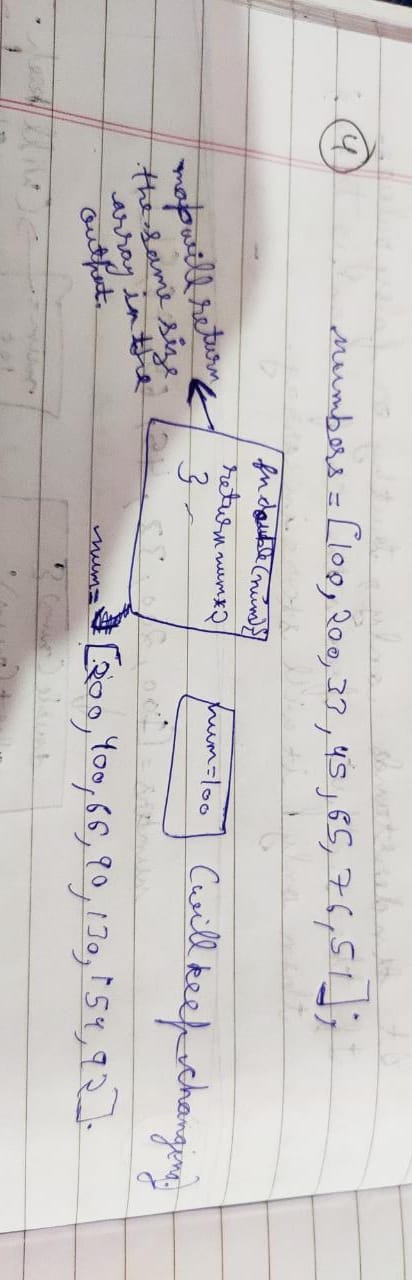 4
numbers = [100, 200, 33, 45, 65, 76, 51];
fn double(num){
return num*2
}
map will return
the same size
array in the
output.
num=100
(will keep changing)
num= [200, 400, 66, 90, 130, 154, 92].